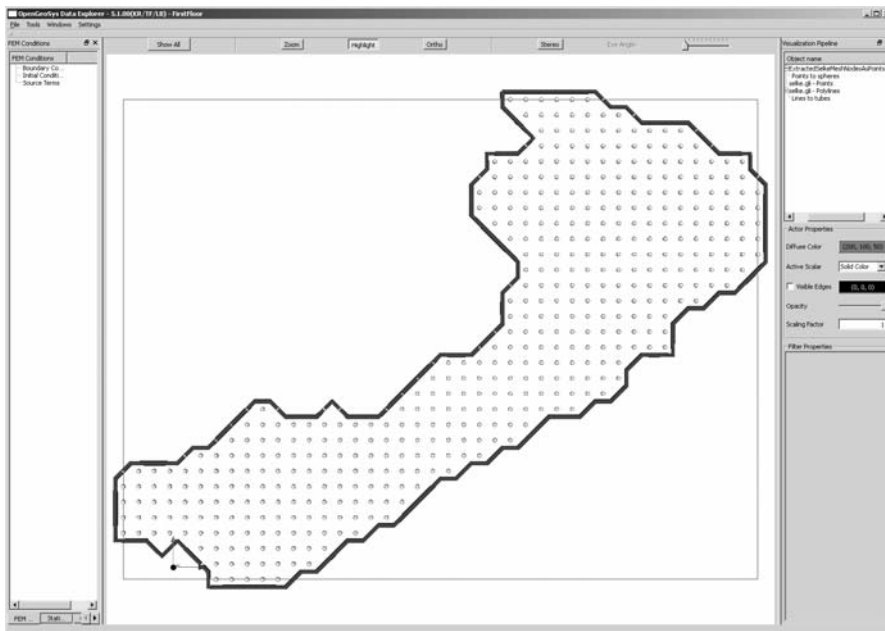 OpenGeoSys Data Explorer - 5.1.00(KR/TF/LB) - FirstFloor
File Tools Windows Settings
FEM Conditions
FEM Conditions
Boundary Co...
Initial Conditi...
Source Terms
FEM ...
Stati...
Show All
Zoom
Highlight
Ortho
Stereo
Eye Angle
Visualization Pipeline
Object name
ExtractedSelkeMeshNodesAsPoints
Points to spheres
selke.gli - Points
selke.gli - Polylines
Lines to tubes
Actor Properties
Diffuse Color
Active Scalar Solid Color
Visible Edges (0, 0, 0)
Opacity
Scaling Factor 1
Filter Properties